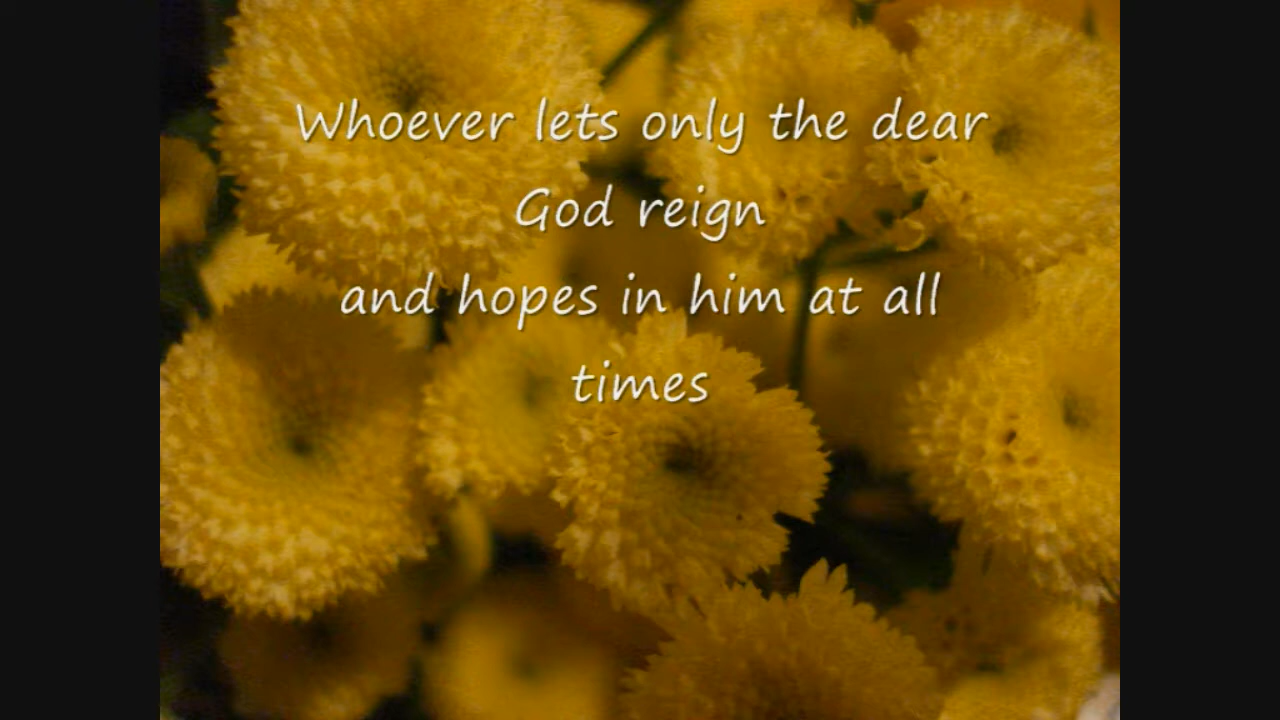 Whoever lets only the dear
God reign
and hopes in him at all
times